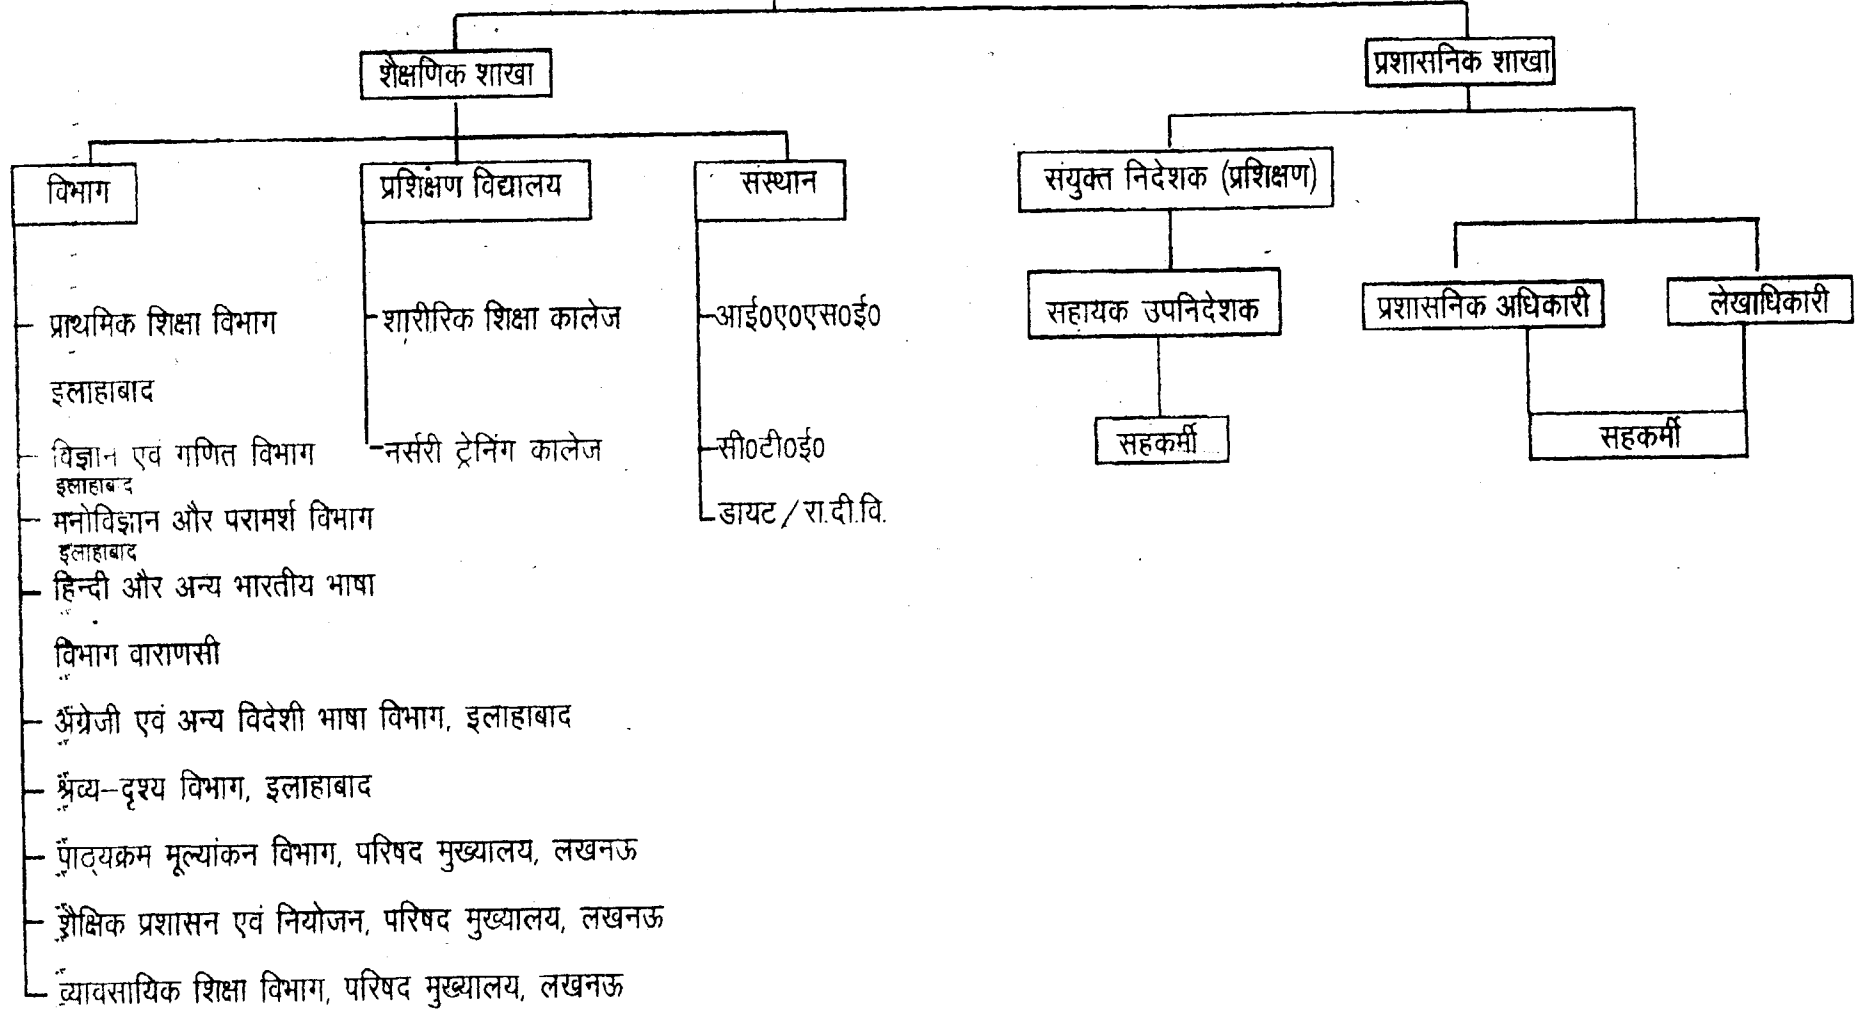 शैक्षणिक शाखा
प्रशासनिक शाखा
विभाग
प्रशिक्षण विद्यालय
संस्थान
संयुक्त निदेशक (प्रशिक्षण)
प्राथमिक शिक्षा विभाग
इलाहाबाद
विज्ञान एवं गणित विभाग
इलाहाबाद
मनोविज्ञान और परामर्श विभाग
इलाहाबाद
हिन्दी और अन्य भारतीय भाषा
विभाग वाराणसी
अंग्रेजी एवं अन्य विदेशी भाषा विभाग, इलाहाबाद
श्रव्य-दृश्य विभाग, इलाहाबाद
पाठ्यक्रम मूल्यांकन विभाग, परिषद मुख्यालय, लखनऊ
शैक्षिक प्रशासन एवं नियोजन, परिषद मुख्यालय, लखनऊ
व्यावसायिक शिक्षा विभाग, परिषद मुख्यालय, लखनऊ
शारीरिक शिक्षा कालेज
नर्सरी ट्रेनिंग कालेज
आई0ए0एस0ई0
सी0टी0ई0
डायट / रा.दी.वि.
सहायक उपनिदेशक
सहकर्मी
प्रशासनिक अधिकारी
लेखाधिकारी
सहकर्मी